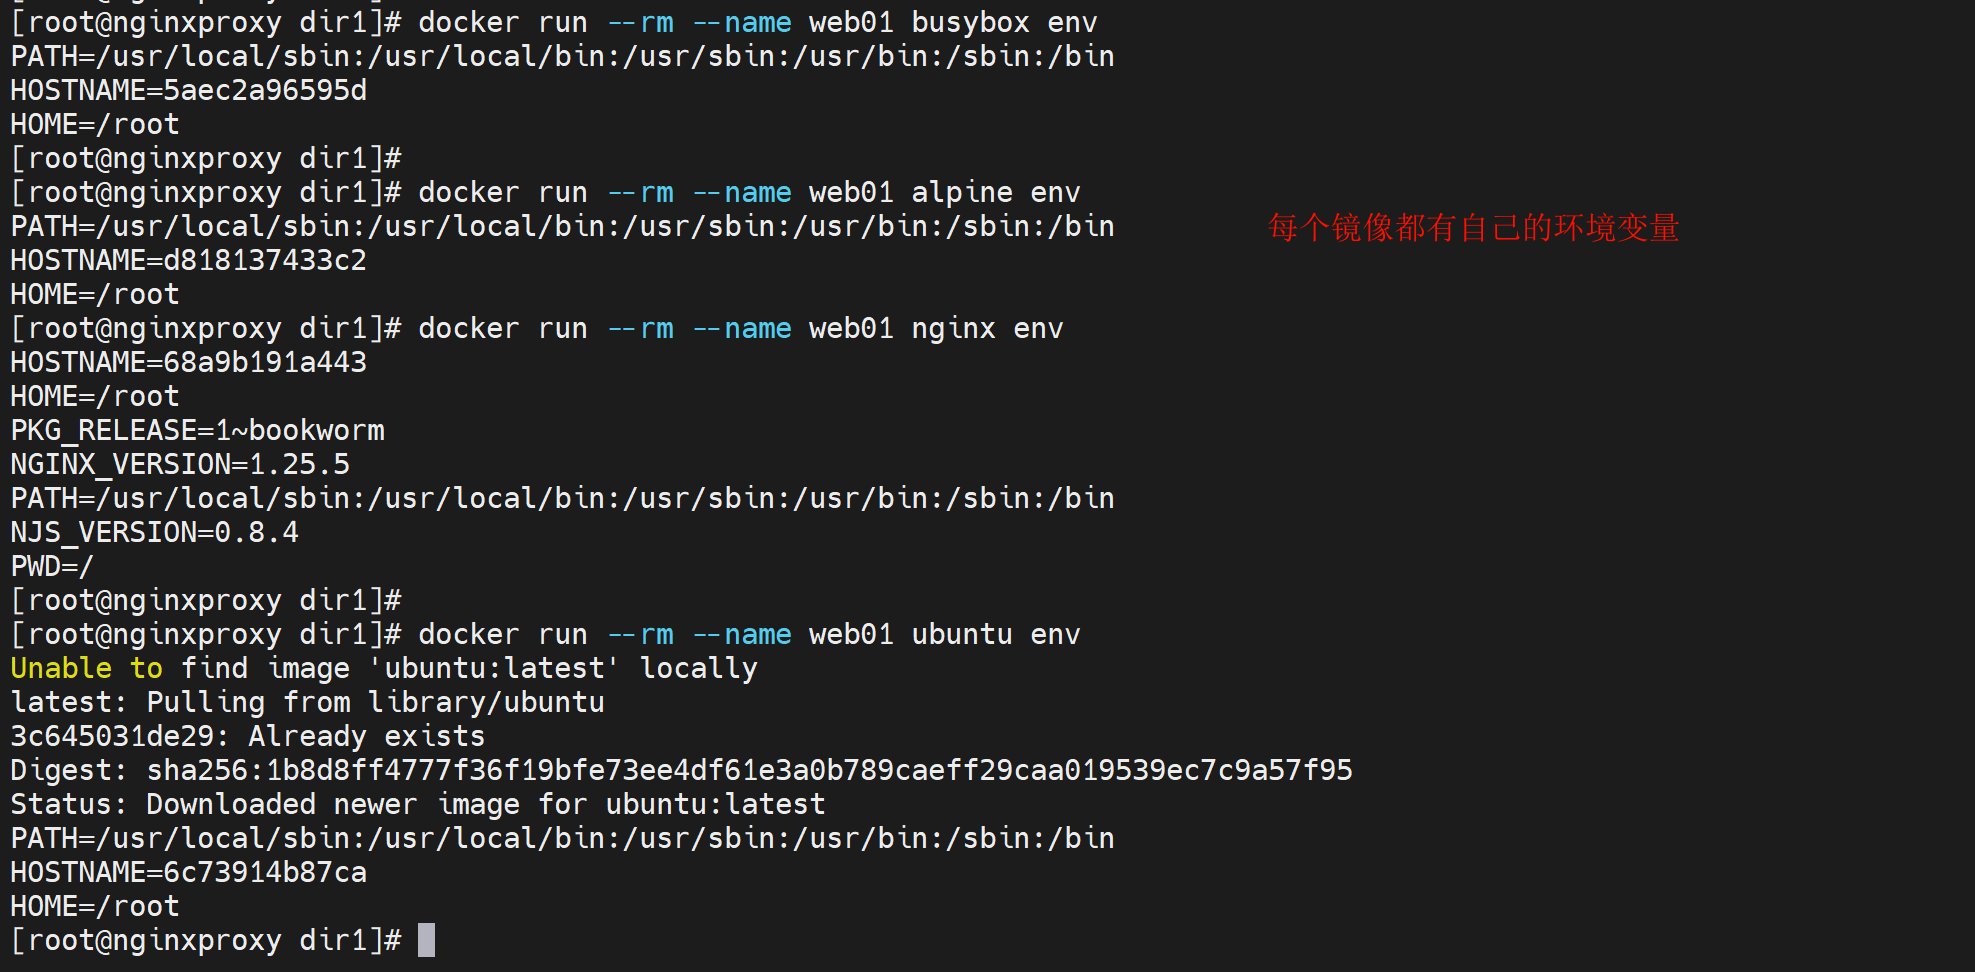 [root@nginxproxy dir1]# docker run --rm --name web01 busybox env
PATH=/usr/local/sbin:/usr/local/bin:/usr/sbin:/usr/bin:/sbin:/bin
HOSTNAME=5aec2a96595d
HOME=/root
[root@nginxproxy dir1]#
[root@nginxproxy dir1]# docker run --rm --name web01 alpine env
PATH=/usr/local/sbin:/usr/local/bin:/usr/sbin:/usr/bin:/sbin:/bin
每个镜像都有自己的环境变量
HOSTNAME=d818137433c2
HOME=/root
[root@nginxproxy dir1]# docker run --rm --name web01 nginx env
HOSTNAME=68a9b191a443
HOME=/root
PKG_RELEASE=1~bookworm
NGINX_VERSION=1.25.5
PATH=/usr/local/sbin:/usr/local/bin:/usr/sbin:/usr/bin:/sbin:/bin
NJS_VERSION=0.8.4
PWD=/
[root@nginxproxy dir1]#
[root@nginxproxy dir1]# docker run --rm --name web01 ubuntu env
Unable to find image 'ubuntu:latest' locally
latest: Pulling from library/ubuntu
3c645031de29: Already exists
Digest: sha256:1b8d8ff4777f36f19bfe73ee4df61e3a0b789caeff29caa019539ec7c9a57f95
Status: Downloaded newer image for ubuntu:latest
PATH=/usr/local/sbin:/usr/local/bin:/usr/sbin:/usr/bin:/sbin:/bin
HOSTNAME=6c73914b87ca
HOME=/root
[root@nginxproxy dir1]#